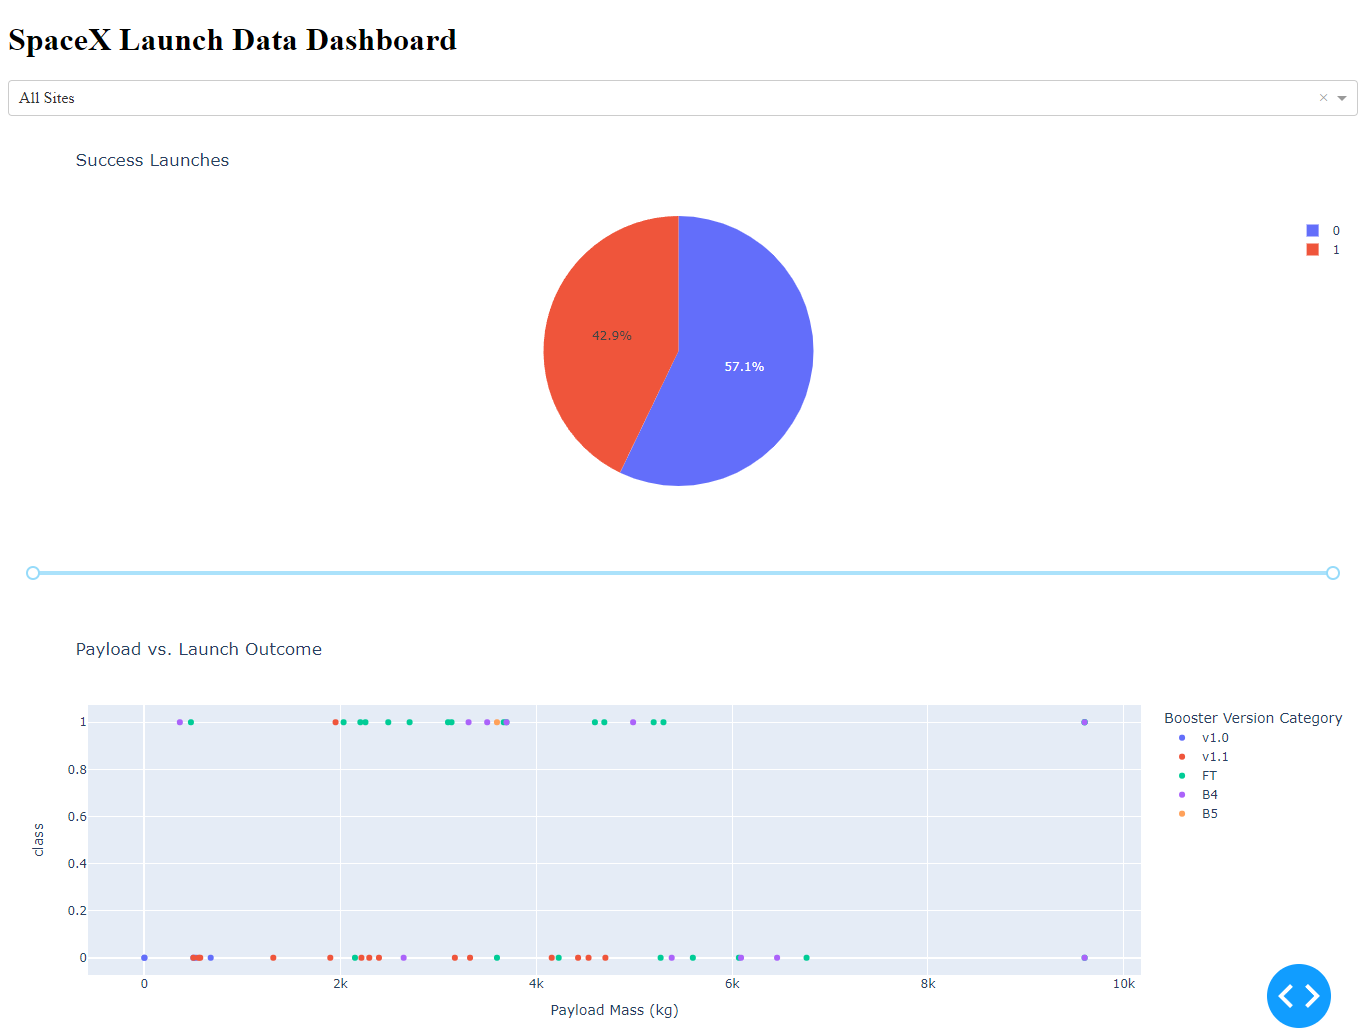 SpaceX Launch Data Dashboard
All Sites
×
Success Launches
0
1
42.9%
57.1%
Payload vs. Launch Outcome
Booster Version Category
v1.0
v1.1
FT
B4
B5
class
1
0.8
0.6
0.4
0.2
0
0 2k 4k 6k 8k 10k
Payload Mass (kg)